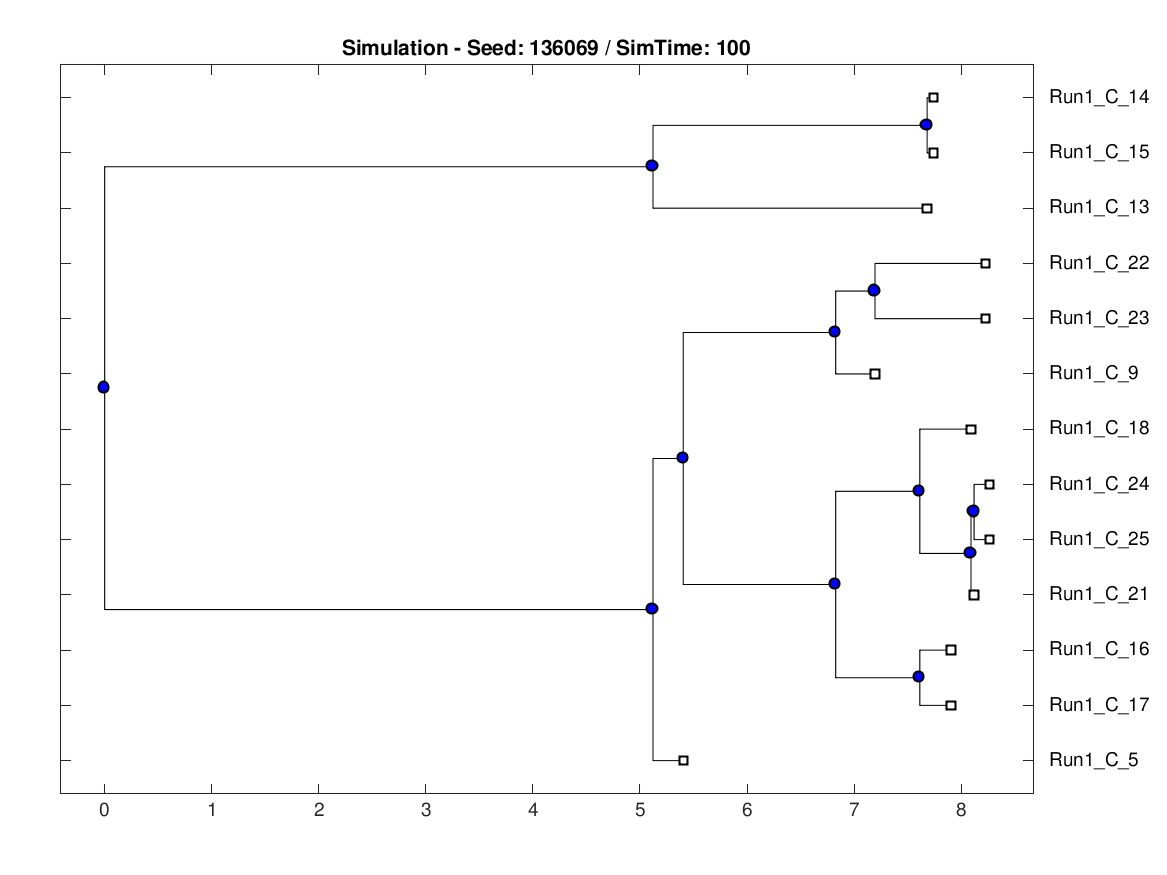 Simulation - Seed: 136069 / SimTime: 100
Run1_C_14
Run1_C_15
Run1_C_13
Run1_C_22
Run1_C_23
Run1_C_9
Run1_C_18
Run1_C_24
Run1_C_25
Run1_C_21
Run1_C_16
Run1_C_17
Run1_C_5
0 1 2 3 4 5 6 7 8